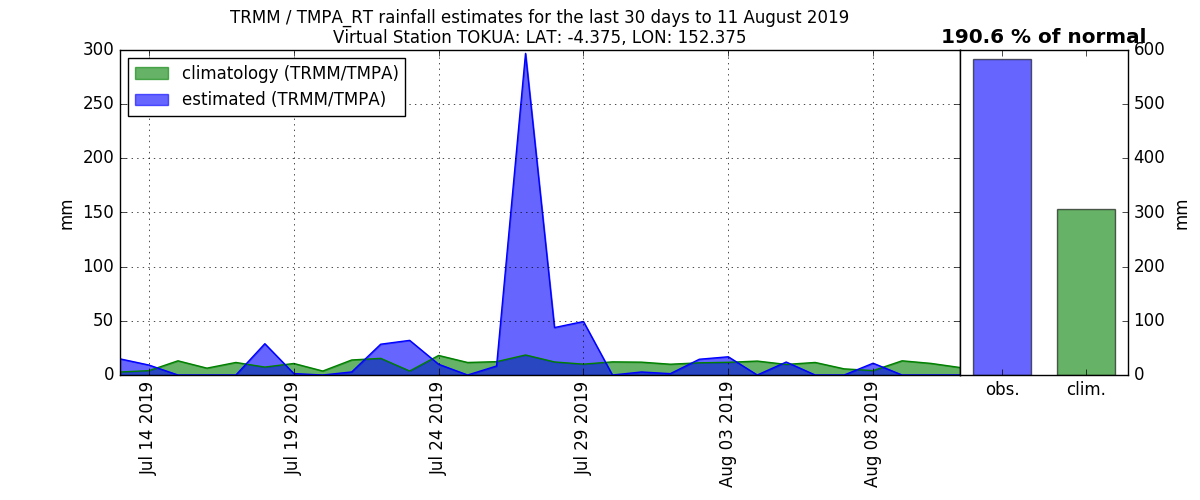 TRMM / TMPA_RT rainfall estimates for the last 30 days to 11 August 2019
Virtual Station TOKUA: LAT: -4.375, LON: 152.375
190.6 % of normal
climatology (TRMM/TMPA)
estimated (TRMM/TMPA)
300
250
200
150
100
50
0
mm
Jul 14 2019
Jul 19 2019
Jul 24 2019
Jul 29 2019
Aug 03 2019
Aug 08 2019
600
500
400
300
200
100
0
mm
obs.
clim.